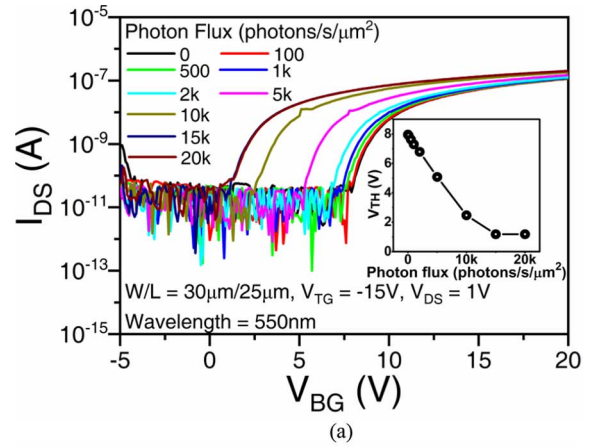 Photon Flux (photons/s/μm²)
0 100
500 1k
2k 5k
10k
15k
20k
10⁻⁵
10⁻⁷
10⁻⁹
10⁻¹¹
10⁻¹³
10⁻¹⁵
I_DS (A)
8
6
4
2
0
V_TH (V)
0 10k 20k
Photon flux (photons/s/μm²)
W/L = 30μm/25μm, V_TG = -15V, V_DS = 1V
Wavelength = 550nm
-5 0 5 10 15 20
V_BG (V)
(a)